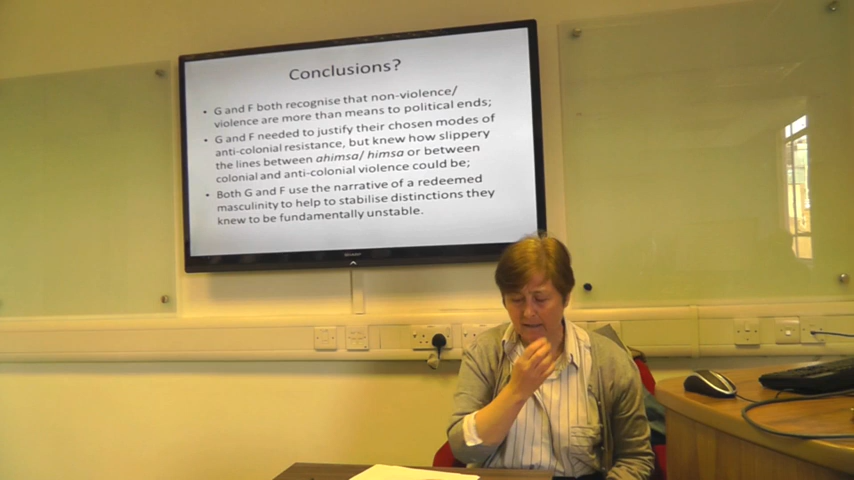 Conclusions?
• G and F both recognise that non-violence/
violence are more than means to political ends;
• G and F needed to justify their chosen modes of
anti-colonial resistance, but knew how slippery
the lines between ahimsa/ himsa or between
colonial and anti-colonial violence could be;
• Both G and F use the narrative of a redeemed
masculinity to help to stabilise distinctions they
knew to be fundamentally unstable.
SHARP